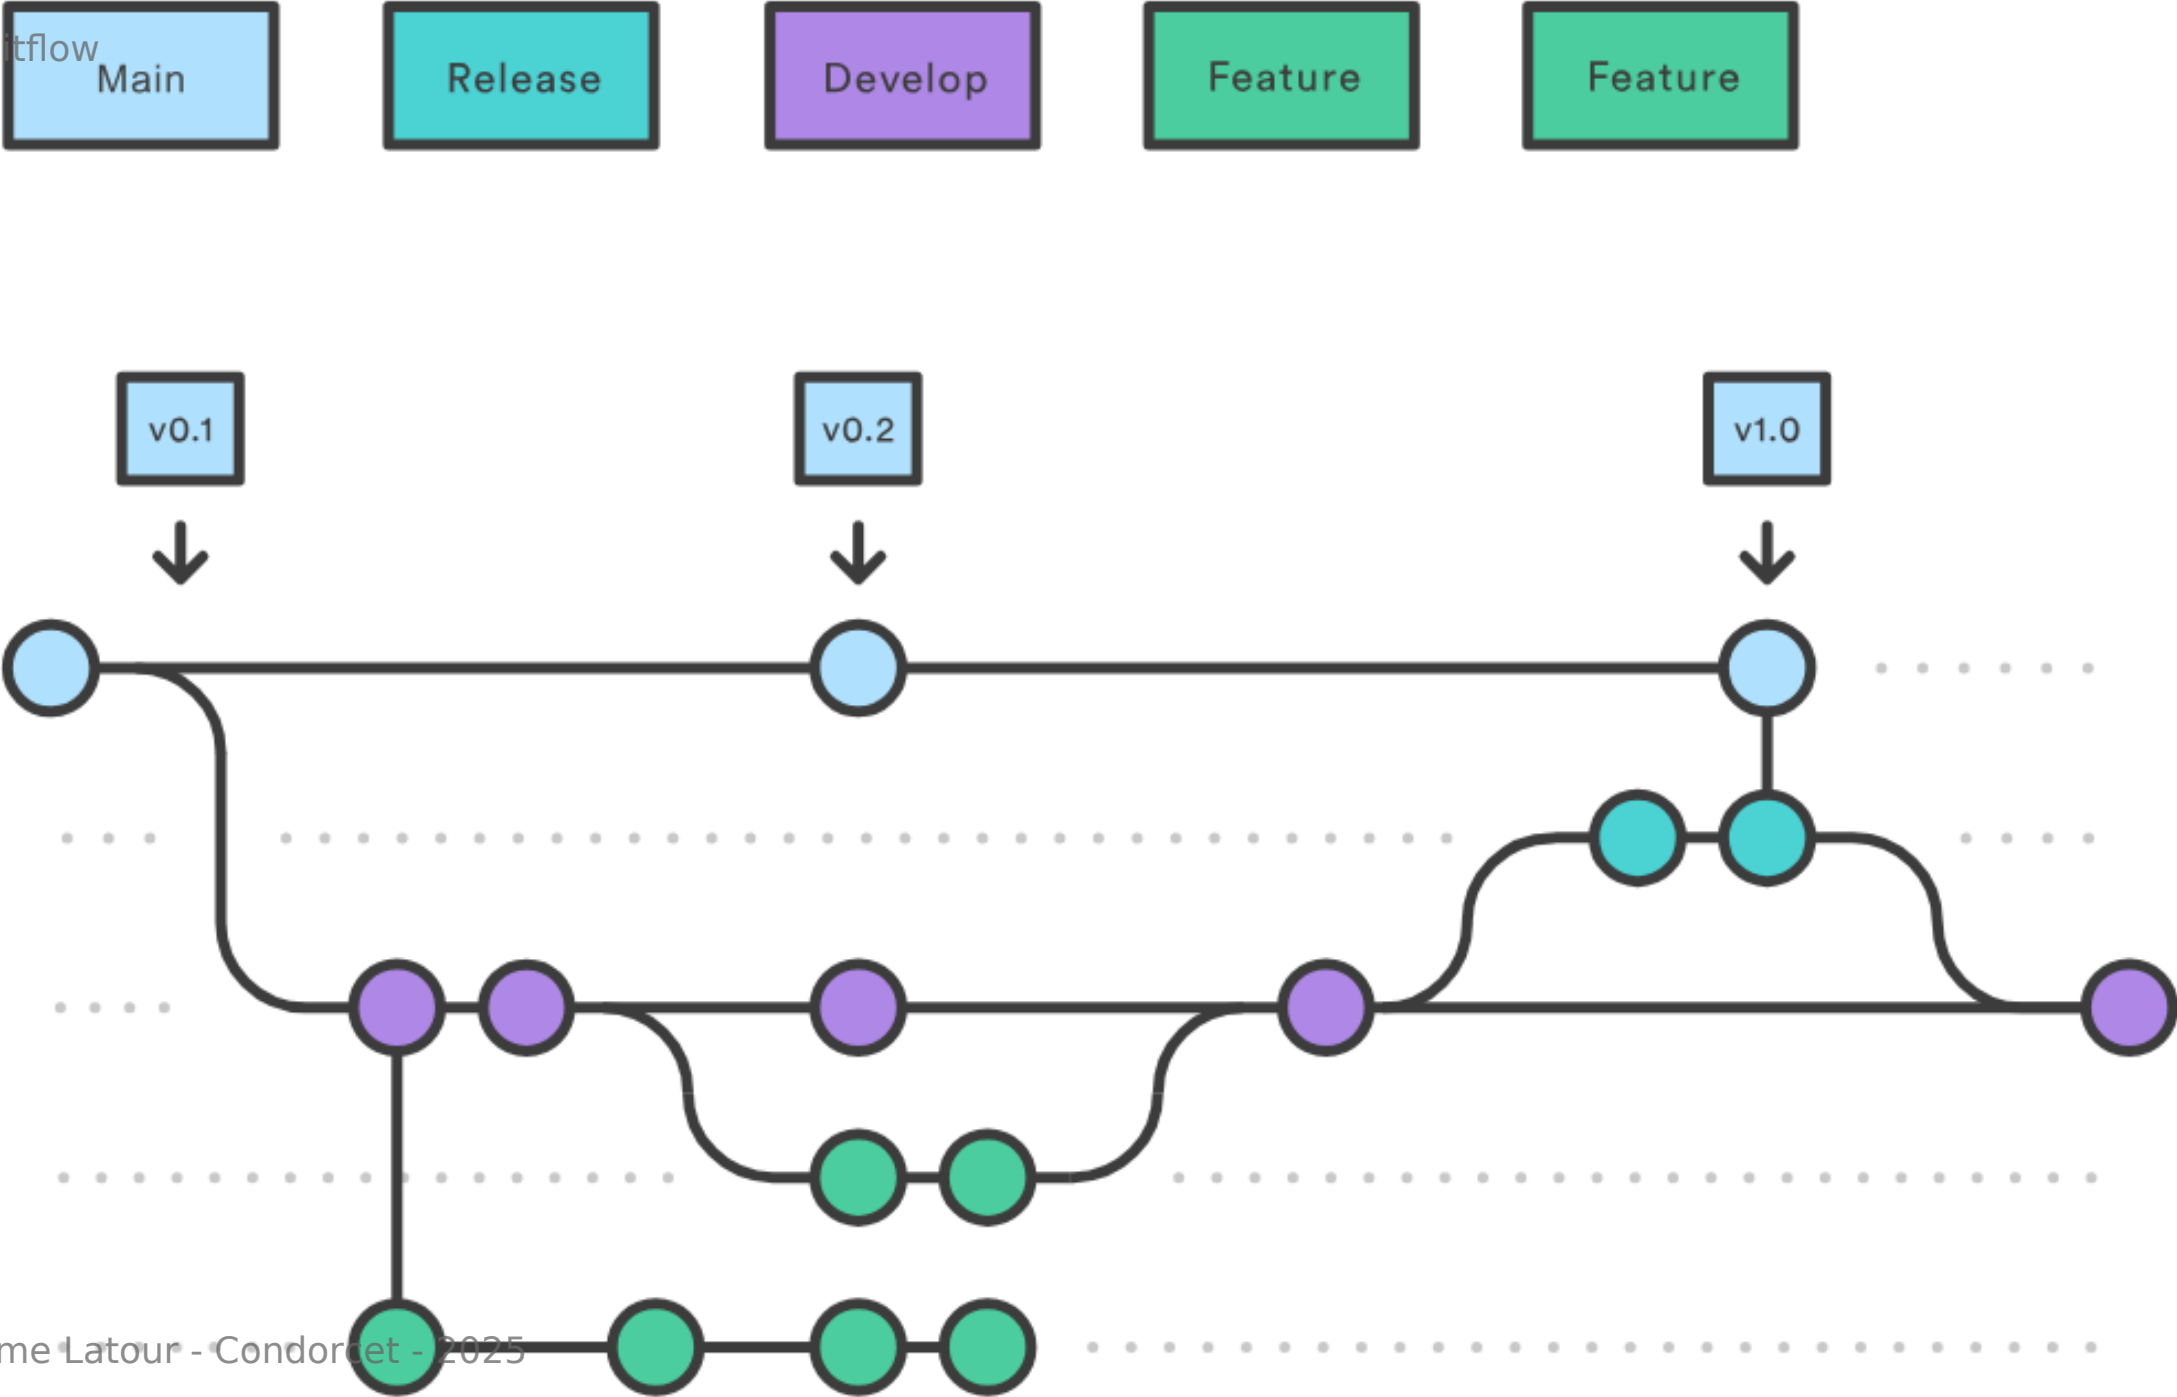 itflow
Main
Release
Develop
Feature
Feature
v0.1
v0.2
v1.0
me Latour - Condorcet - 2025